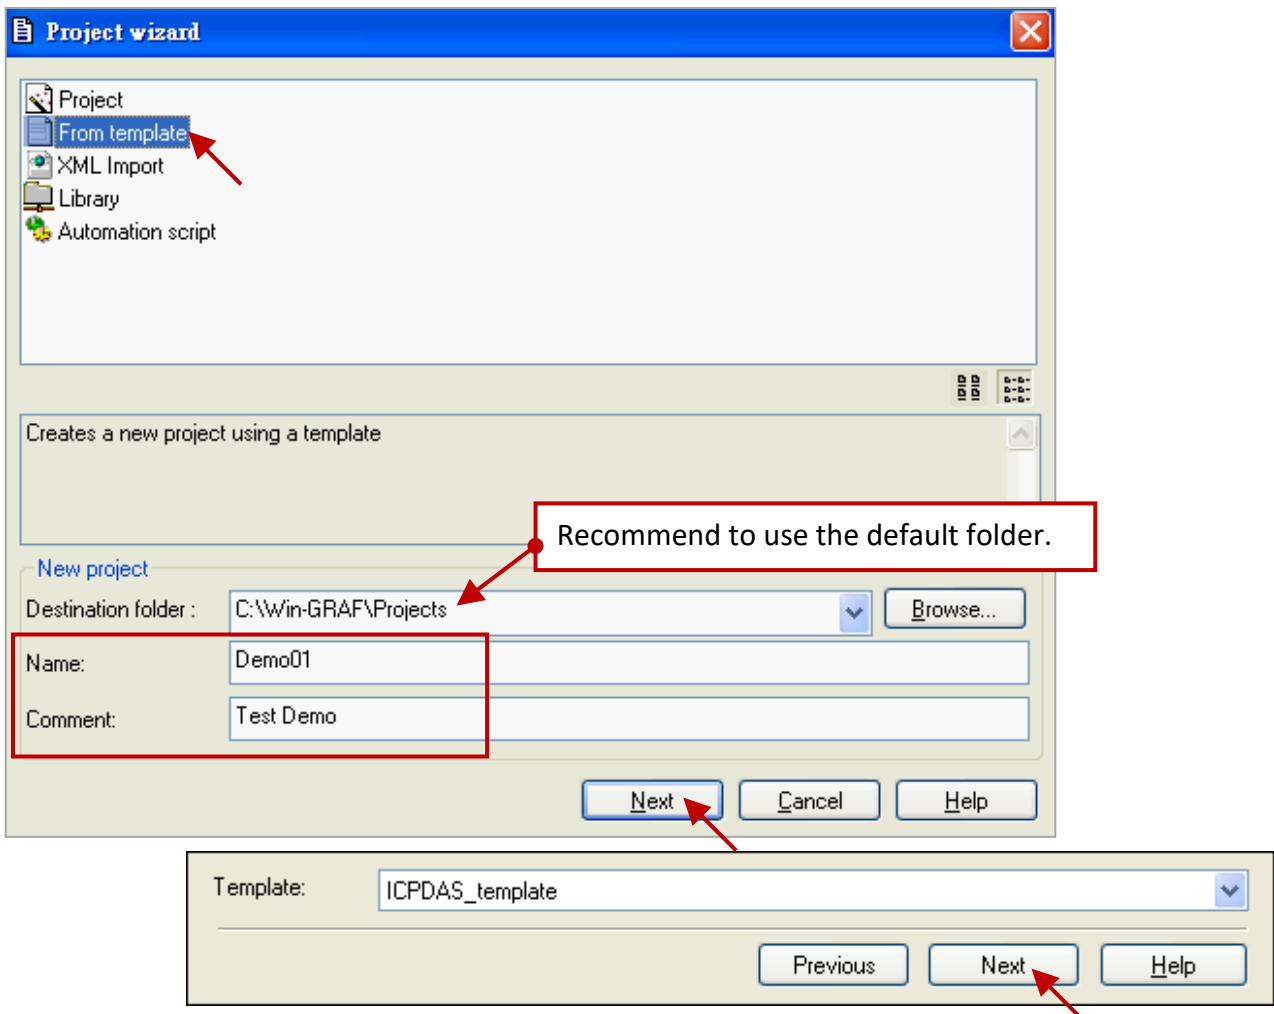 Project wizard
Project
From template
XML Import
Library
Automation script
Creates a new project using a template
Recommend to use the default folder.
New project
Destination folder : C:\Win-GRAF\Projects Browse...
Name: Demo01
Comment: Test Demo
Next Cancel Help
Template: ICPDAS_template
Previous Next Help